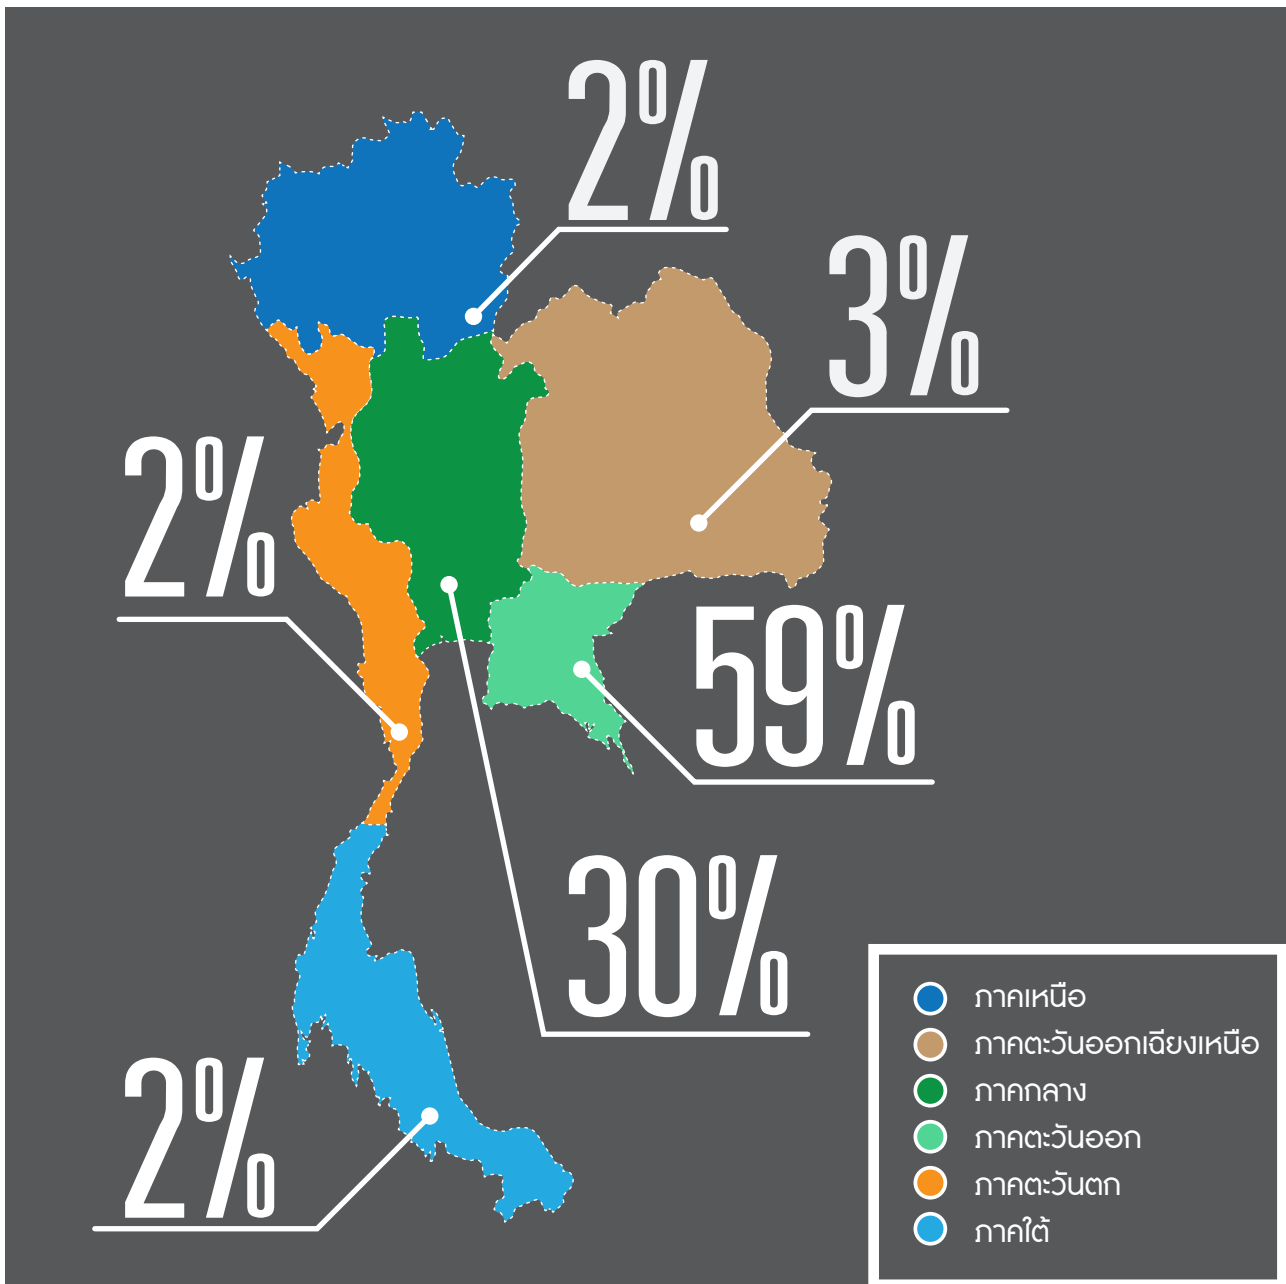 2%
3%
2%
59%
30%
2%
ภาคเหนือ
ภาคตะวันออกเฉียงเหนือ
ภาคกลาง
ภาคตะวันออก
ภาคตะวันตก
ภาคใต้